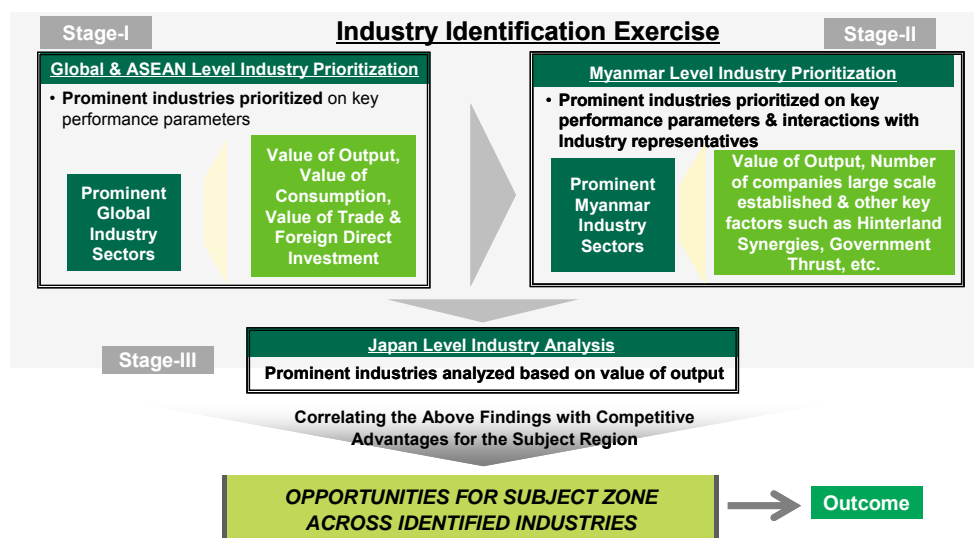 Industry Identification Exercise
Stage-I
Global & ASEAN Level Industry Prioritization
• Prominent industries prioritized on key
performance parameters
Prominent
Global
Industry
Sectors
Value of Output,
Value of
Consumption,
Value of Trade &
Foreign Direct
Investment
Stage-II
Myanmar Level Industry Prioritization
• Prominent industries prioritized on key
performance parameters & interactions with
Industry representatives
Prominent
Myanmar
Industry
Sectors
Value of Output, Number
of companies large scale
established & other key
factors such as Hinterland
Synergies, Government
Thrust, etc.
Stage-III
Japan Level Industry Analysis
Prominent industries analyzed based on value of output
Correlating the Above Findings with Competitive
Advantages for the Subject Region
OPPORTUNITIES FOR SUBJECT ZONE
ACROSS IDENTIFIED INDUSTRIES
Outcome